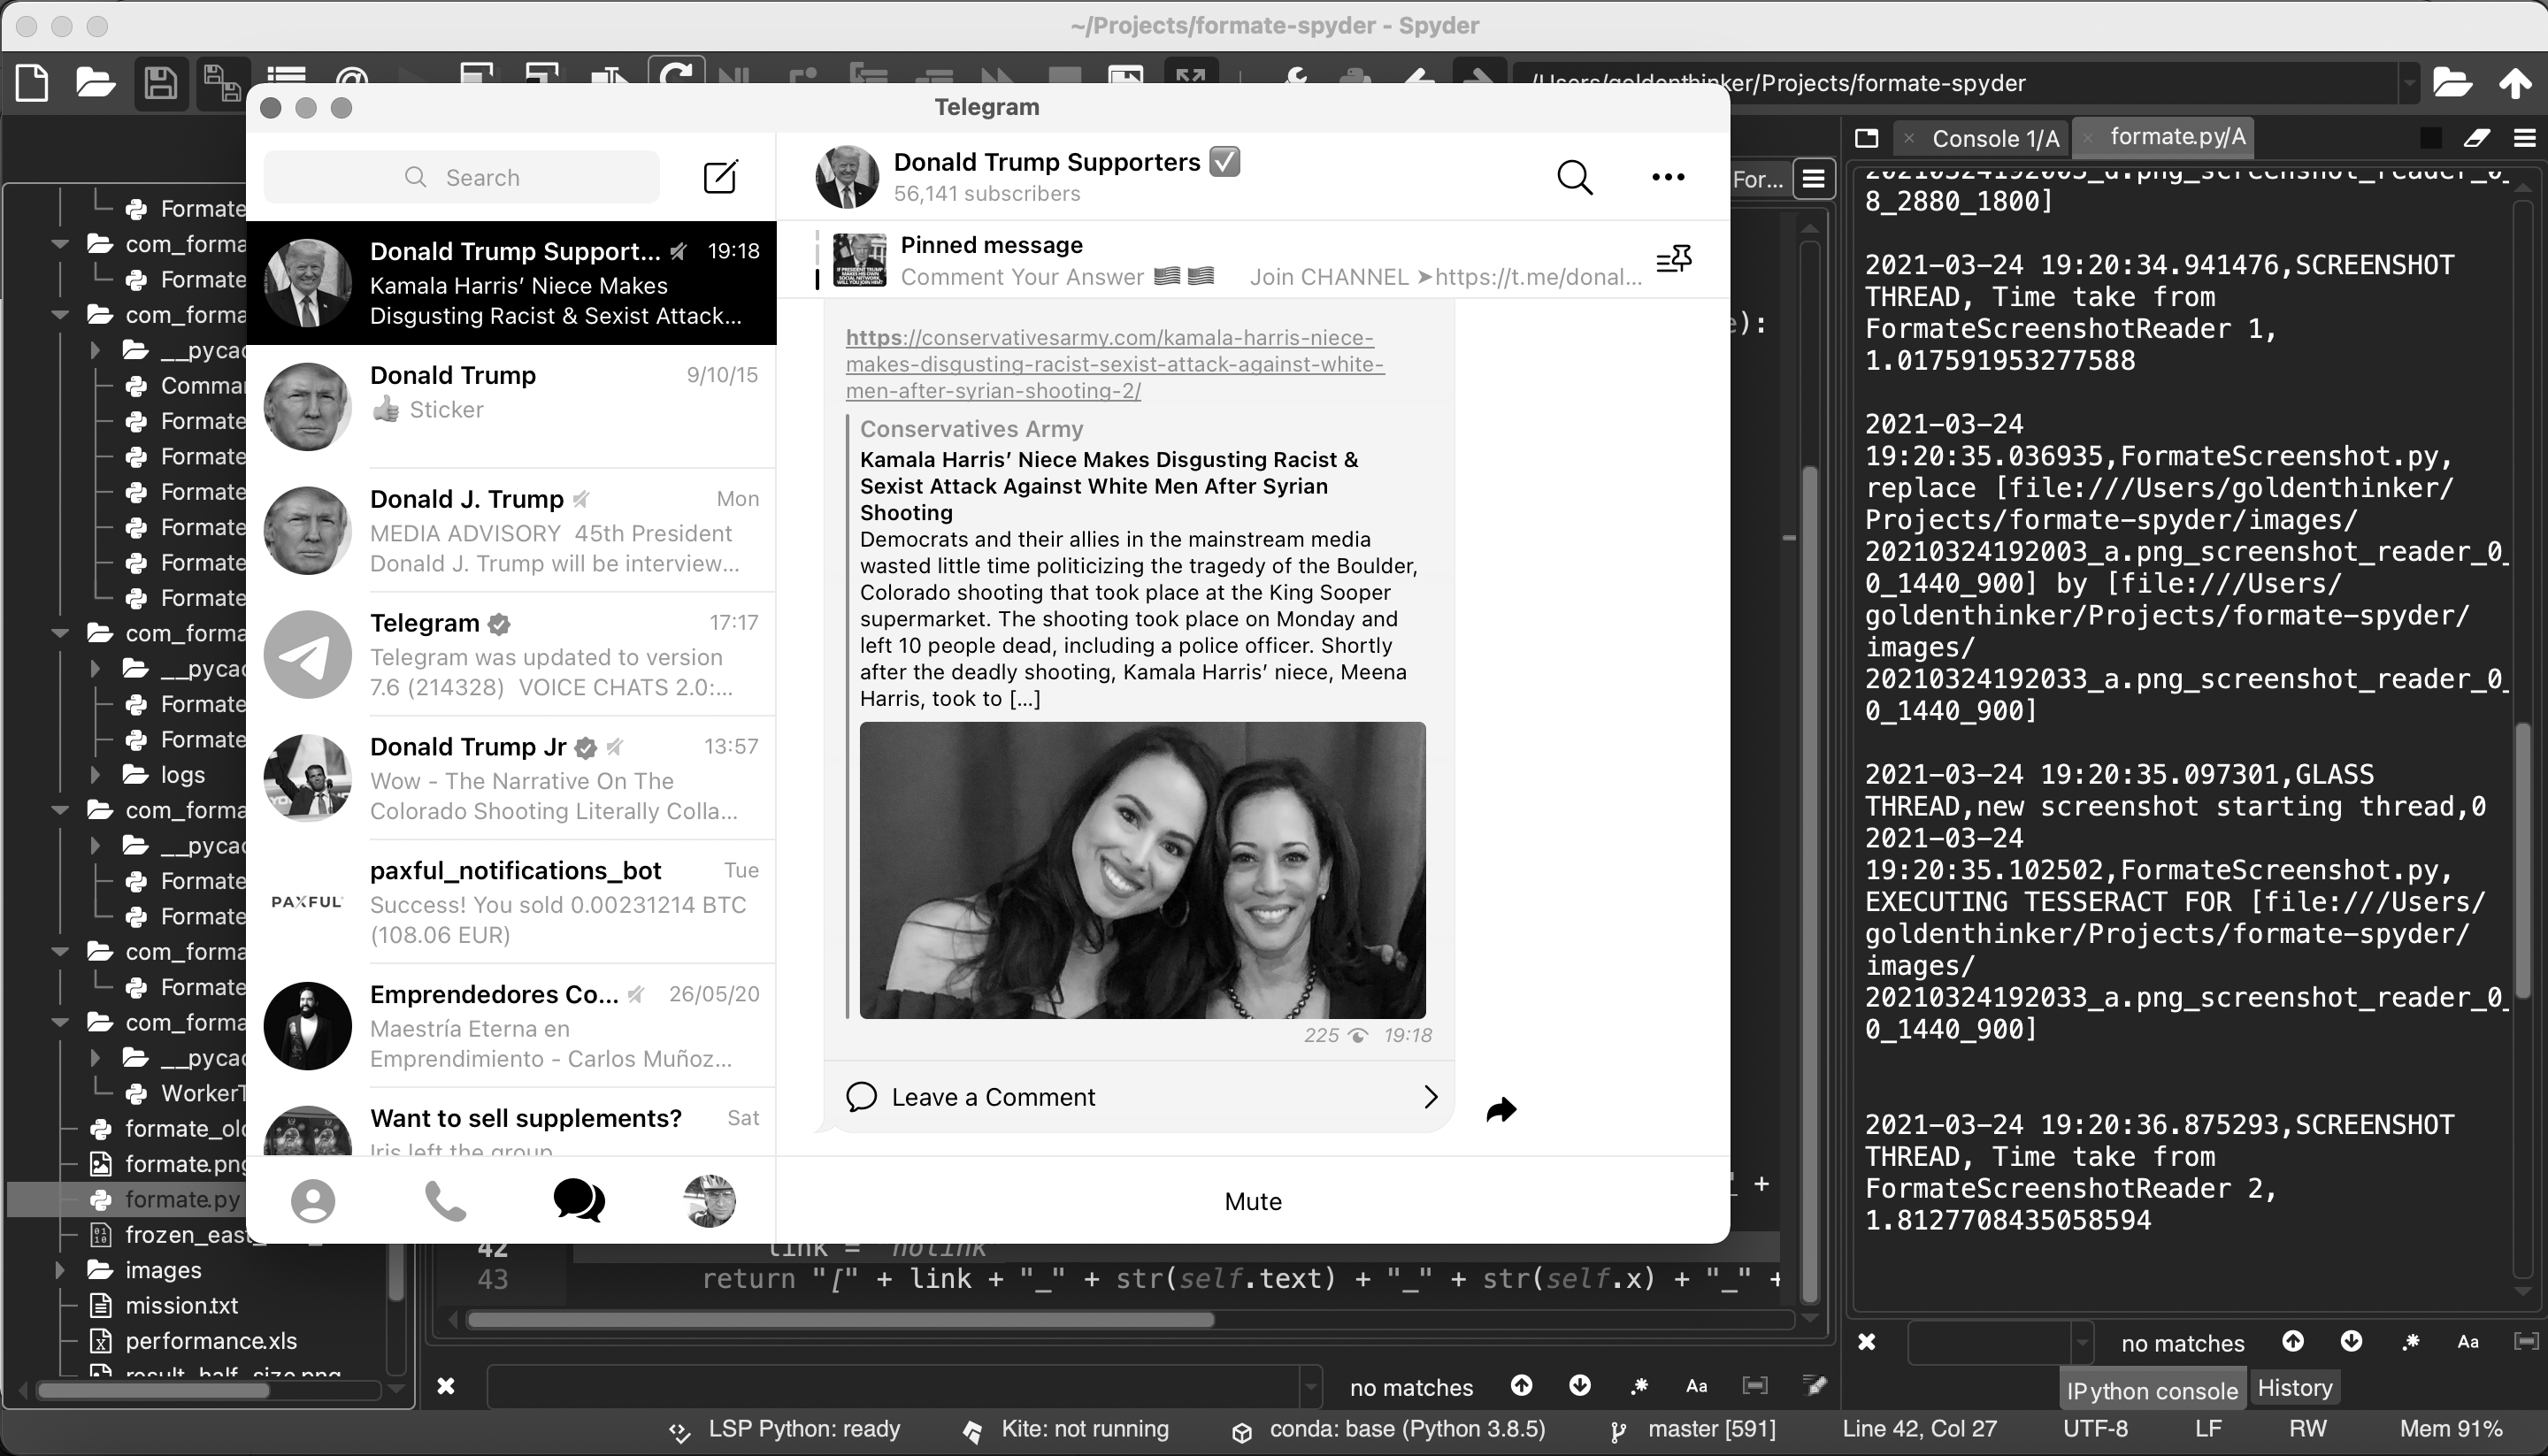 ~/Projects/formate-spyder - Spyder
/Users/goldenthinker/Projects/formate-spyder
Telegram
Search
Donald Trump Support... 19:18
Kamala Harris’ Niece Makes
Disgusting Racist & Sexist Attack...
Donald Trump 9/10/15
👍 Sticker
Donald J. Trump Mon
MEDIA ADVISORY 45th President
Donald J. Trump will be interview...
Telegram 17:17
Telegram was updated to version
7.6 (214328) VOICE CHATS 2.0:...
Donald Trump Jr 13:57
Wow - The Narrative On The
Colorado Shooting Literally Colla...
PAXFUL
paxful_notifications_bot Tue
Success! You sold 0.00231214 BTC
(108.06 EUR)
Emprendedores Co... 26/05/20
Maestría Eterna en
Emprendimiento - Carlos Muñoz...
Want to sell supplements? Sat
Iris left the group
Donald Trump Supporters ✅
56,141 subscribers
Pinned message
Comment Your Answer 🇺🇸🇺🇸 Join CHANNEL ➤https://t.me/donal...
https://conservativesarmy.com/kamala-harris-niece-
makes-disgusting-racist-sexist-attack-against-white-
men-after-syrian-shooting-2/
Conservatives Army
Kamala Harris’ Niece Makes Disgusting Racist &
Sexist Attack Against White Men After Syrian
Shooting
Democrats and their allies in the mainstream media
wasted little time politicizing the tragedy of the Boulder,
Colorado shooting that took place at the King Sooper
supermarket. The shooting took place on Monday and
left 10 people dead, including a police officer. Shortly
after the deadly shooting, Kamala Harris’ niece, Meena
Harris, took to [...]
225 19:18
Leave a Comment
Mute
Formate
com_forma
Formate
com_forma
__pycac
Comma
Formate
Formate
Formate
Formate
Formate
Formate
com_forma
__pycac
Formate
Formate
logs
com_forma
__pycac
Formate
Formate
com_forma
Formate
com_forma
__pycac
WorkerT
formate_old
formate.png
formate.py
frozen_east_
images
mission.txt
performance.xls
result_half_size.png
For...
e):
_" +
42 link = "nolink"
43 return "[" + link + "_" + str(self.text) + "_" + str(self.x) + "_" +
no matches Aa
Console 1/A formate.py/A
20210324192003_a.png_screenshot_reader_0_
8_2880_1800]
2021-03-24 19:20:34.941476,SCREENSHOT
THREAD, Time take from
FormateScreenshotReader 1,
1.017591953277588
2021-03-24
19:20:35.036935,FormateScreenshot.py,
replace [file:///Users/goldenthinker/
Projects/formate-spyder/images/
20210324192003_a.png_screenshot_reader_0_
0_1440_900] by [file:///Users/
goldenthinker/Projects/formate-spyder/
images/
20210324192033_a.png_screenshot_reader_0_
0_1440_900]
2021-03-24 19:20:35.097301,GLASS
THREAD,new screenshot starting thread,0
2021-03-24
19:20:35.102502,FormateScreenshot.py,
EXECUTING TESSERACT FOR [file:///Users/
goldenthinker/Projects/formate-spyder/
images/
20210324192033_a.png_screenshot_reader_0_
0_1440_900]
2021-03-24 19:20:36.875293,SCREENSHOT
THREAD, Time take from
FormateScreenshotReader 2,
1.8127708435058594
no matches Aa
IPython console History
LSP Python: ready Kite: not running conda: base (Python 3.8.5) master [591] Line 42, Col 27 UTF-8 LF RW Mem 91%